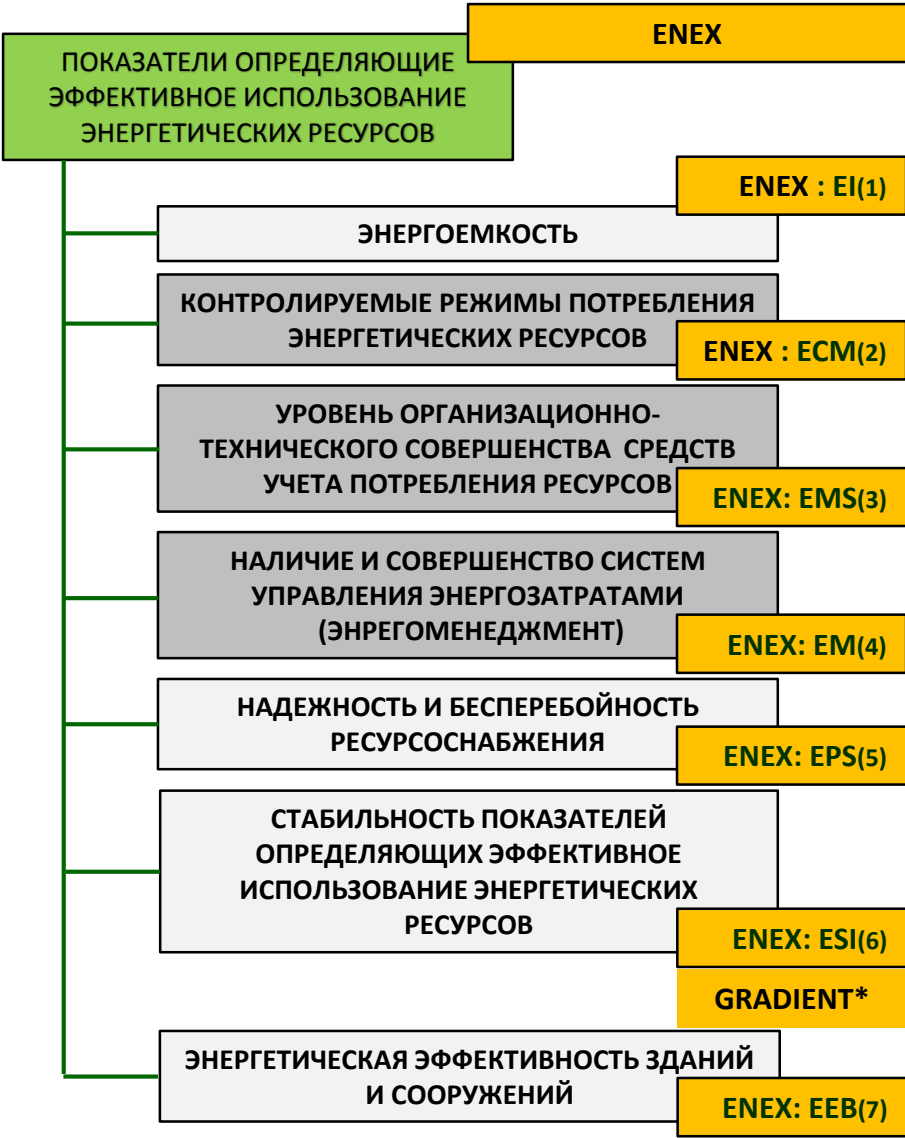 ENEX
ПОКАЗАТЕЛИ ОПРЕДЕЛЯЮЩИЕ
ЭФФЕКТИВНОЕ ИСПОЛЬЗОВАНИЕ
ЭНЕРГЕТИЧЕСКИХ РЕСУРСОВ
ENEX : EI(1)
ЭНЕРГОЕМКОСТЬ
КОНТРОЛИРУЕМЫЕ РЕЖИМЫ ПОТРЕБЛЕНИЯ
ЭНЕРГЕТИЧЕСКИХ РЕСУРСОВ
ENEX : ECM(2)
УРОВЕНЬ ОРГАНИЗАЦИОННО-
ТЕХНИЧЕСКОГО СОВЕРШЕНСТВА СРЕДСТВ
УЧЕТА ПОТРЕБЛЕНИЯ РЕСУРСОВ
ENEX: EMS(3)
НАЛИЧИЕ И СОВЕРШЕНСТВО СИСТЕМ
УПРАВЛЕНИЯ ЭНЕРГОЗАТРАТАМИ
(ЭНРЕГОМЕНЕДЖМЕНТ)
ENEX: EM(4)
НАДЕЖНОСТЬ И БЕСПЕРЕБОЙНОСТЬ
РЕСУРСОСНАБЖЕНИЯ
ENEX: EPS(5)
СТАБИЛЬНОСТЬ ПОКАЗАТЕЛЕЙ
ОПРЕДЕЛЯЮЩИХ ЭФФЕКТИВНОЕ
ИСПОЛЬЗОВАНИЕ ЭНЕРГЕТИЧЕСКИХ
РЕСУРСОВ
ENEX: ESI(6)
GRADIENT*
ЭНЕРГЕТИЧЕСКАЯ ЭФФЕКТИВНОСТЬ ЗДАНИЙ
И СООРУЖЕНИЙ
ENEX: EEB(7)